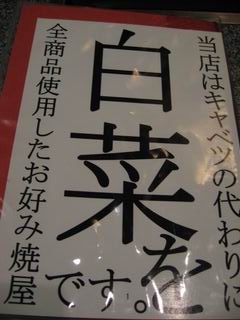 当店はキャベツの代わりに
白菜を
全商品使用したお好み焼屋
です。